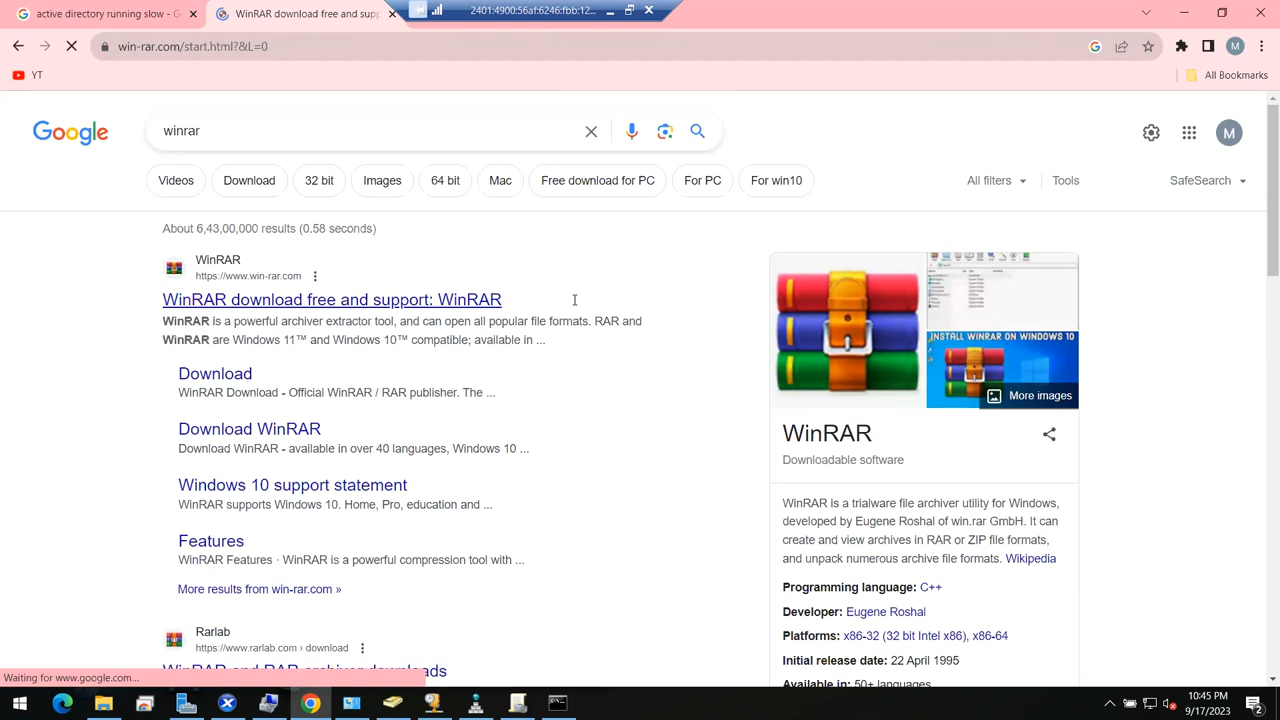 active directory running slow - G
WinRAR download free and supp
2401:4900:56af:6246:fbb:12...
win-rar.com/start.html?&L=0
M
YT
All Bookmarks
Google
winrar
M
Videos
Download
32 bit
Images
64 bit
Mac
Free download for PC
For PC
For win10
All filters
Tools
SafeSearch
About 6,43,00,000 results (0.58 seconds)
WinRAR
https://www.win-rar.com
WinRAR download free and support: WinRAR
WinRAR is a powerful archiver extractor tool, and can open all popular file formats. RAR and
WinRAR are Windows 11™ and Windows 10™ compatible; available in ...
Download
WinRAR Download - Official WinRAR / RAR publisher. The ...
Download WinRAR
Download WinRAR - available in over 40 languages, Windows 10 ...
Windows 10 support statement
WinRAR supports Windows 10. Home, Pro, education and ...
Features
WinRAR Features · WinRAR is a powerful compression tool with ...
More results from win-rar.com »
Rarlab
https://www.rarlab.com › download
WinRAR and RAR archiver downloads
INSTALL WINRAR ON WINDOWS 10
More images
WinRAR
Downloadable software
WinRAR is a trialware file archiver utility for Windows,
developed by Eugene Roshal of win.rar GmbH. It can
create and view archives in RAR or ZIP file formats,
and unpack numerous archive file formats. Wikipedia
Programming language: C++
Developer: Eugene Roshal
Platforms: x86-32 (32 bit Intel x86), x86-64
Initial release date: 22 April 1995
Available in: 50+ languages
Waiting for www.google.com...
10:45 PM
9/17/2023
2